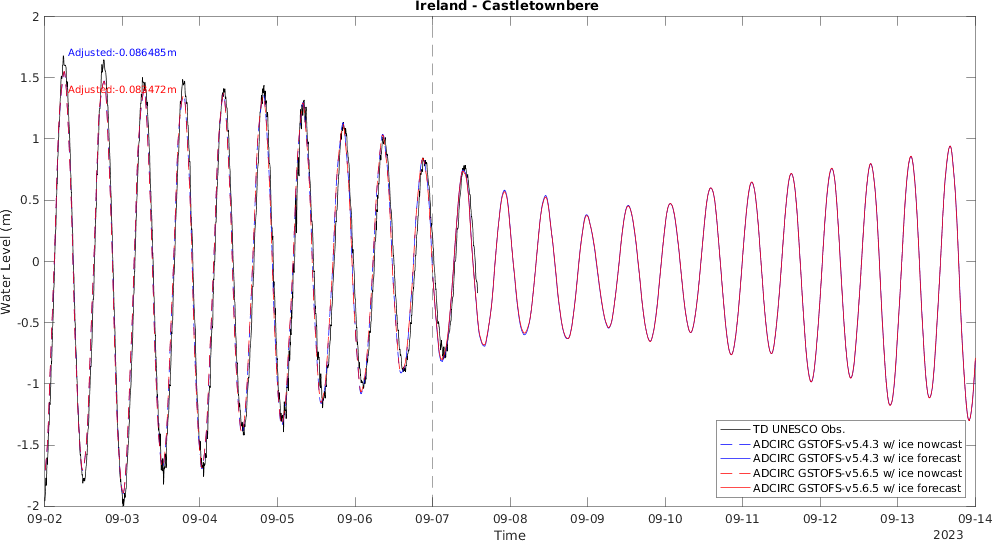 Ireland - Castletownbere
2
1.5
1
0.5
0
-0.5
-1
-1.5
-2
Water Level (m)
Adjusted:-0.086485m
TD UNESCO Obs.
ADCIRC GSTOFS-v5.4.3 w/ ice nowcast
ADCIRC GSTOFS-v5.4.3 w/ ice forecast
ADCIRC GSTOFS-v5.6.5 w/ ice nowcast
ADCIRC GSTOFS-v5.6.5 w/ ice forecast
09-02 09-03 09-04 09-05 09-06 09-07 09-08 09-09 09-10 09-11 09-12 09-13 09-14
Time
2023